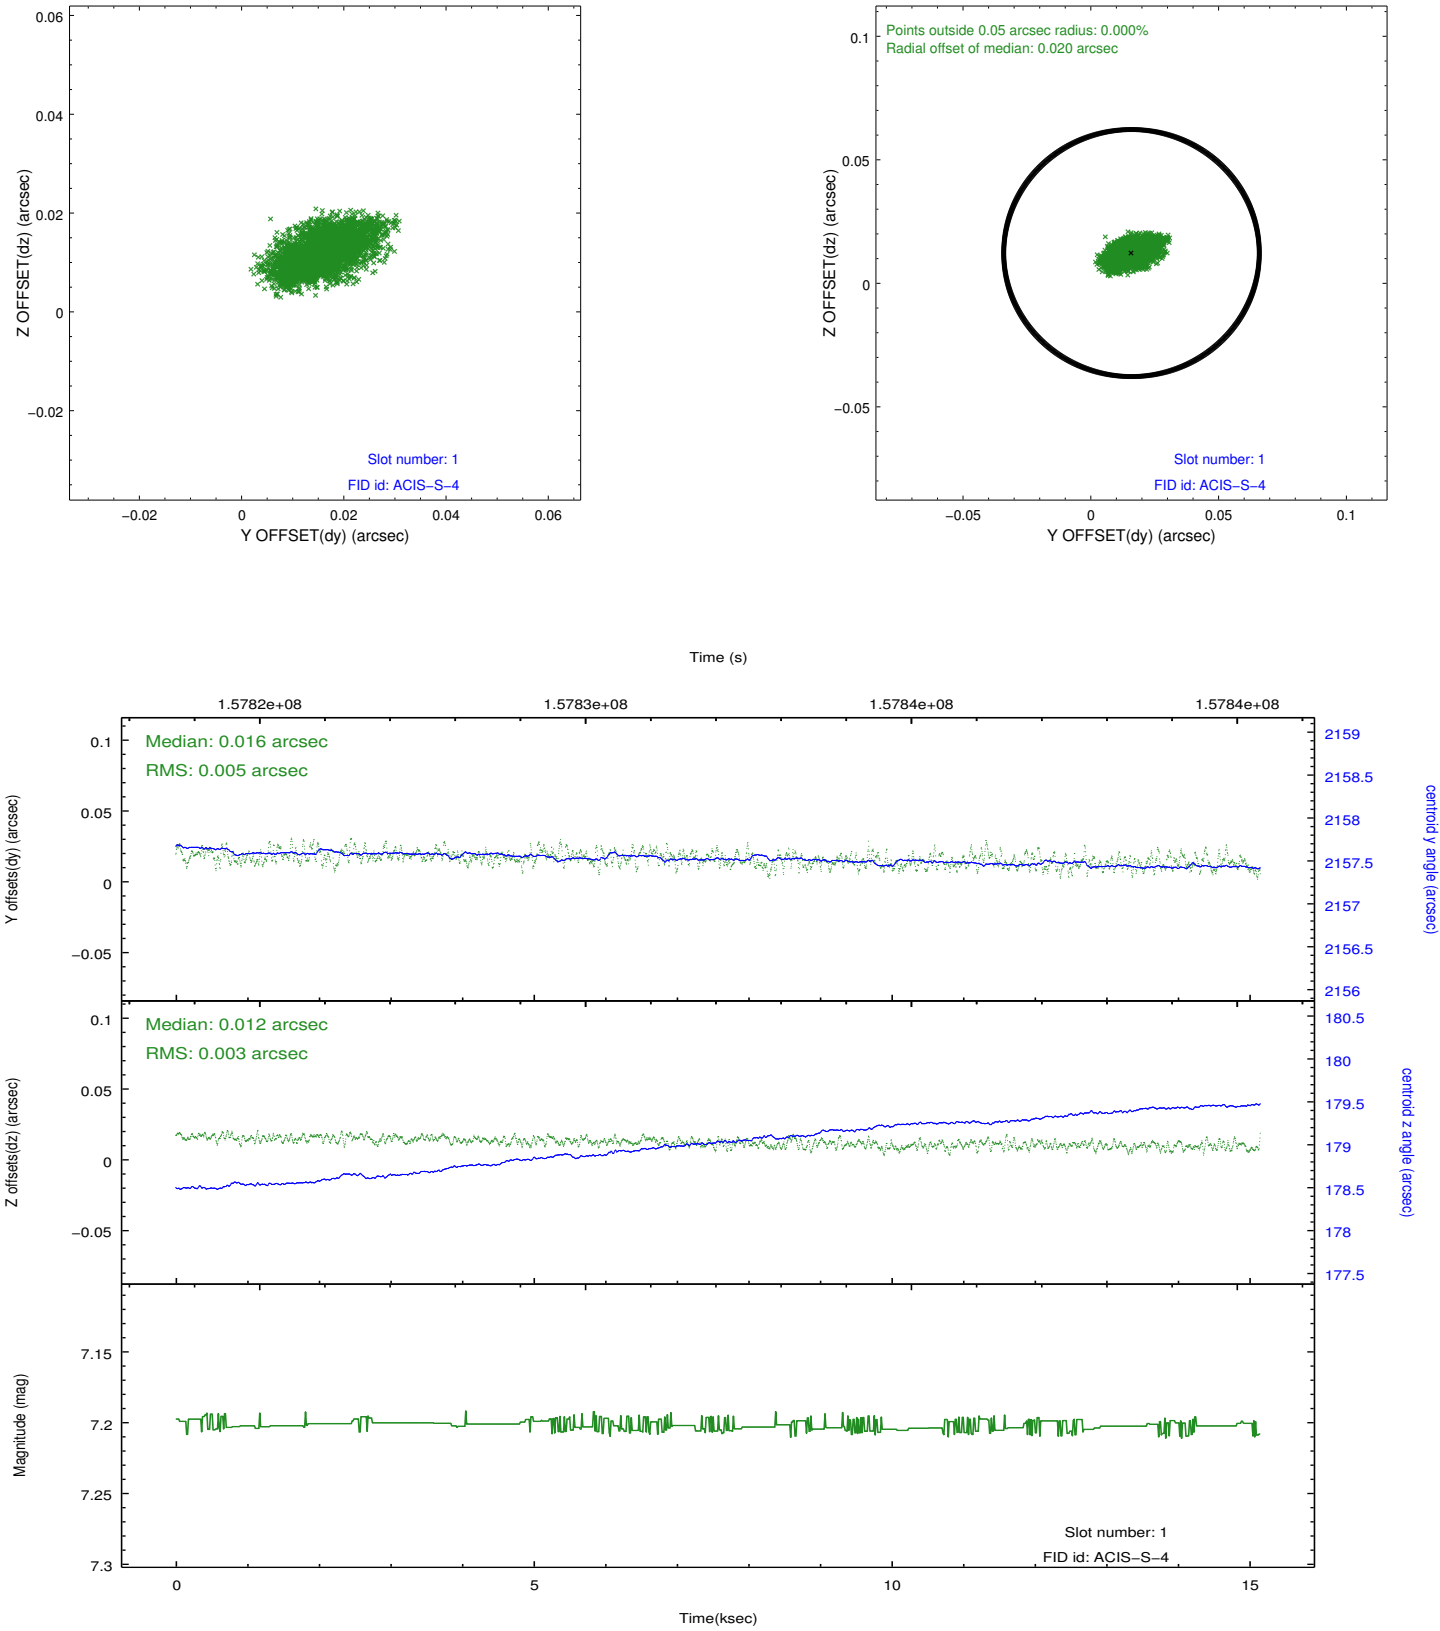 0.06
0.04
0.02
0
−0.02
Z OFFSET(dz) (arcsec)
Slot number: 1
FID id: ACIS−S−4
−0.02
0
0.02
0.04
0.06
Y OFFSET(dy) (arcsec)
Points outside 0.05 arcsec radius: 0.000%
Radial offset of median: 0.020 arcsec
0.1
0.05
0
−0.05
Z OFFSET(dz) (arcsec)
Slot number: 1
FID id: ACIS−S−4
−0.05
0
0.05
0.1
Y OFFSET(dy) (arcsec)
Time (s)
1.5782e+08
1.5783e+08
1.5784e+08
1.5784e+08
Median: 0.016 arcsec
RMS: 0.005 arcsec
0.1
0.05
0
−0.05
Y offsets(dy) (arcsec)
2159
2158.5
2158
2157.5
2157
2156.5
2156
centroid y angle (arcsec)
Median: 0.012 arcsec
RMS: 0.003 arcsec
0.1
0.05
0
−0.05
Z offsets(dz) (arcsec)
180.5
180
179.5
179
178.5
178
177.5
centroid z angle (arcsec)
7.15
7.2
7.25
7.3
Magnitude (mag)
Slot number: 1
FID id: ACIS−S−4
0
5
10
15
Time(ksec)